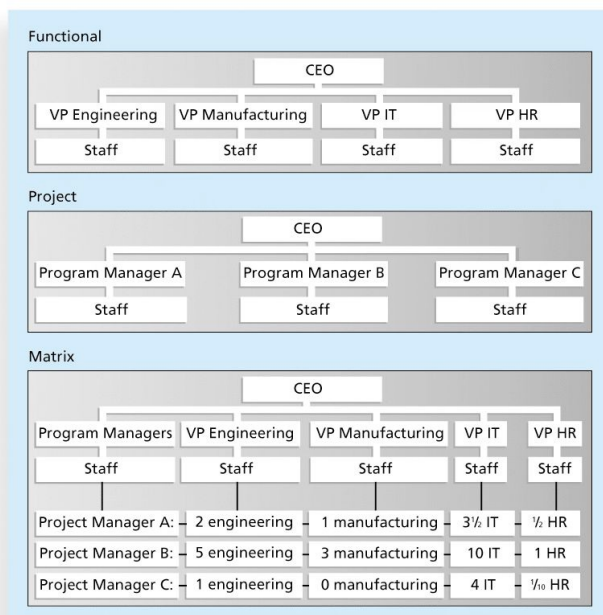 Functional
CEO
VP Engineering VP Manufacturing VP IT VP HR
Staff Staff Staff Staff
Project
CEO
Program Manager A Program Manager B Program Manager C
Staff Staff Staff
Matrix
CEO
Program Managers VP Engineering VP Manufacturing VP IT VP HR
Staff Staff Staff Staff Staff
Project Manager A: 2 engineering 1 manufacturing 3½ IT ½ HR
Project Manager B: 5 engineering 3 manufacturing 10 IT 1 HR
Project Manager C: 1 engineering 0 manufacturing 4 IT ⅒ HR